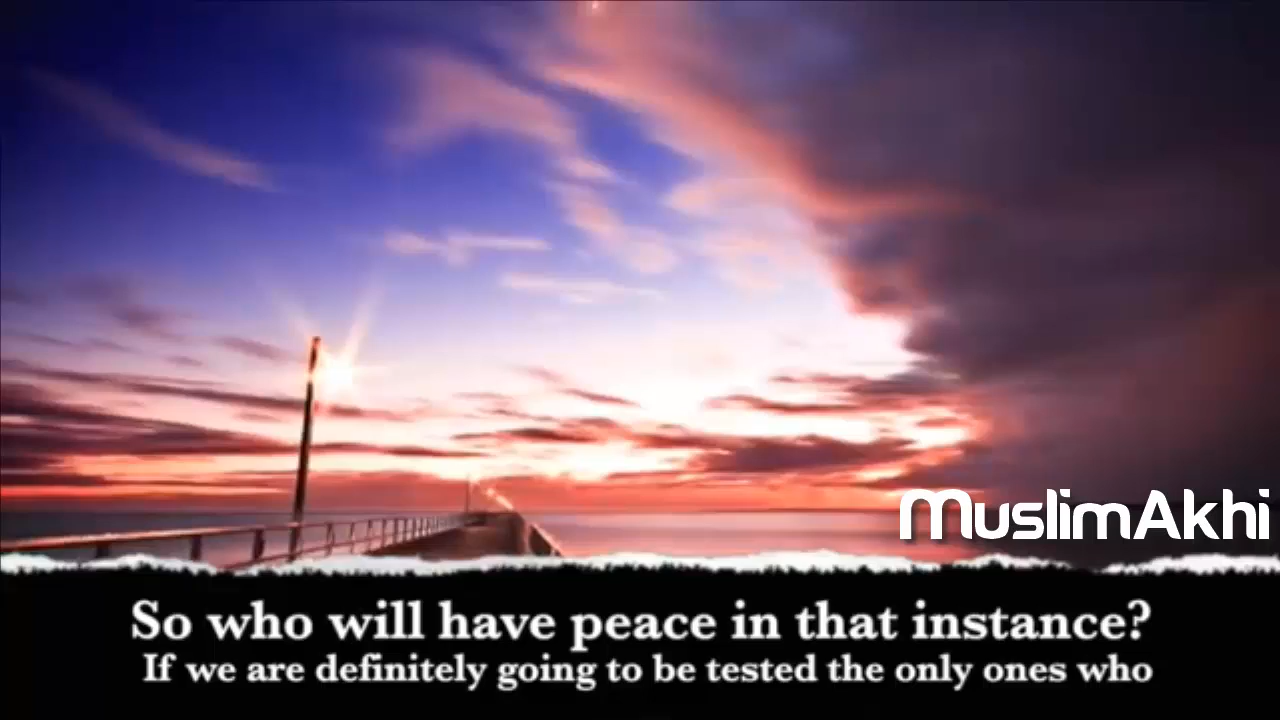 MuslimAkhi
So who will have peace in that instance?
If we are definitely going to be tested the only ones who